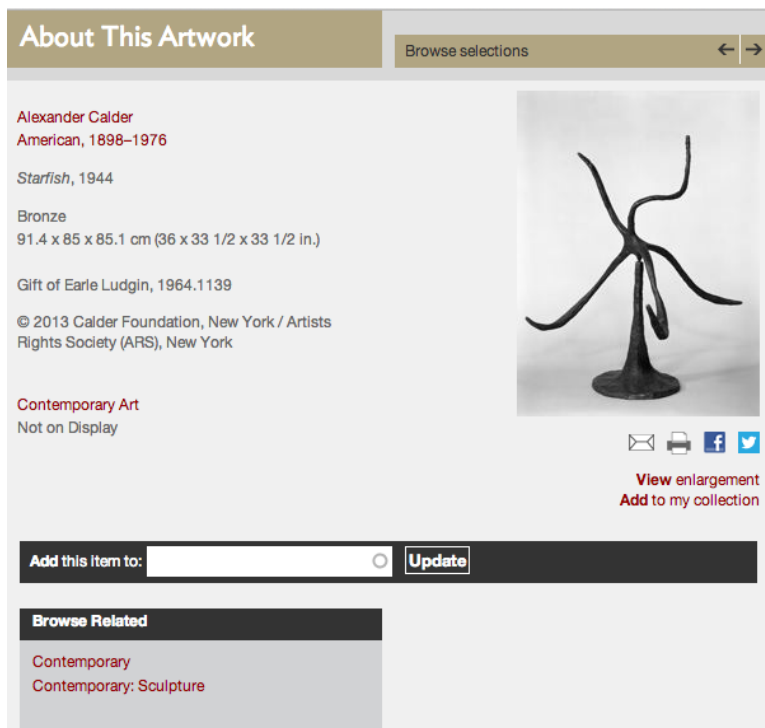 About This Artwork
Browse selections
Alexander Calder
American, 1898–1976
Starfish, 1944
Bronze
91.4 x 85 x 85.1 cm (36 x 33 1/2 x 33 1/2 in.)
Gift of Earle Ludgin, 1964.1139
© 2013 Calder Foundation, New York / Artists
Rights Society (ARS), New York
Contemporary Art
Not on Display
View enlargement
Add to my collection
Add this item to:
Update
Browse Related
Contemporary
Contemporary: Sculpture